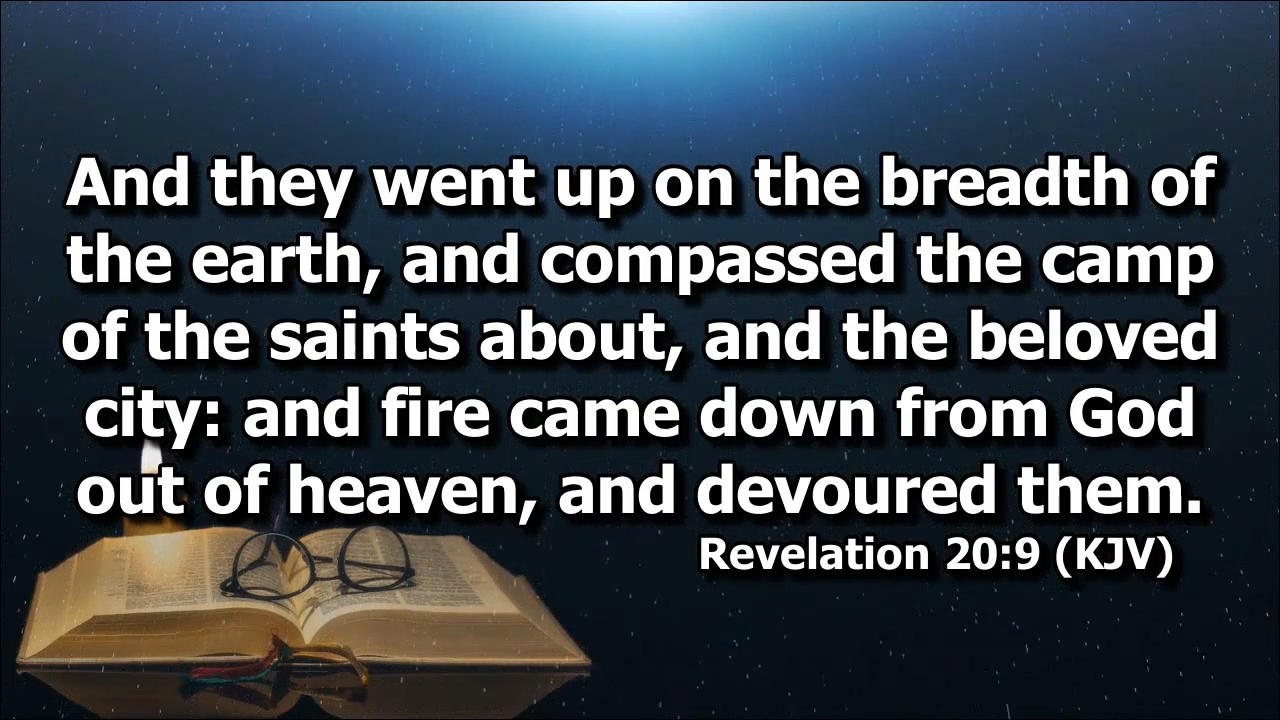 And they went up on the breadth of
the earth, and compassed the camp
of the saints about, and the beloved
city: and fire came down from God
out of heaven, and devoured them.
Revelation 20:9 (KJV)